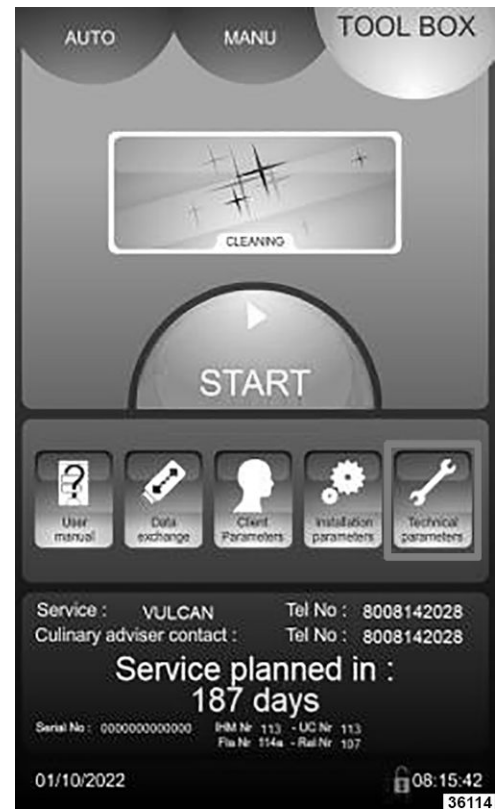 AUTO MANU TOOL BOX
CLEANING
START
User manual
Data exchange
Client Parameters
Installation parameters
Technical parameters
Service : VULCAN Tel No : 8008142028
Culinary adviser contact : Tel No : 8008142028
Service planned in :
187 days
Serial No : 0000000000000 IHM Nr 113 - UC Nr 113
Fla Nr 114a - Rel Nr 107
01/10/2022 08:15:42
36114